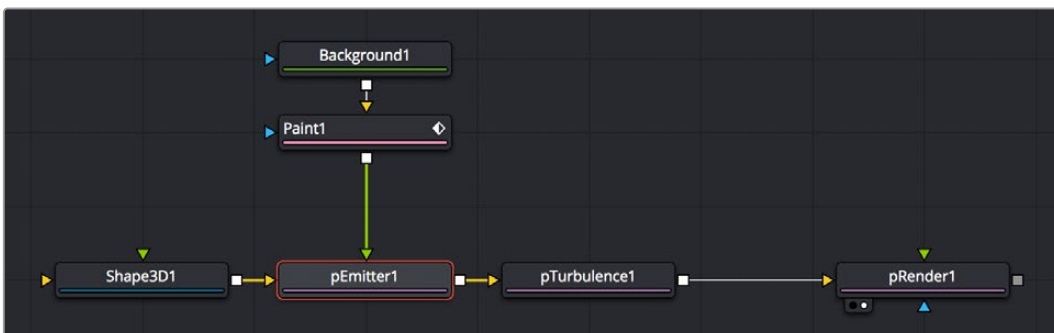 Background1
Paint1
Shape3D1
pEmitter1
pTurbulence1
pRender1